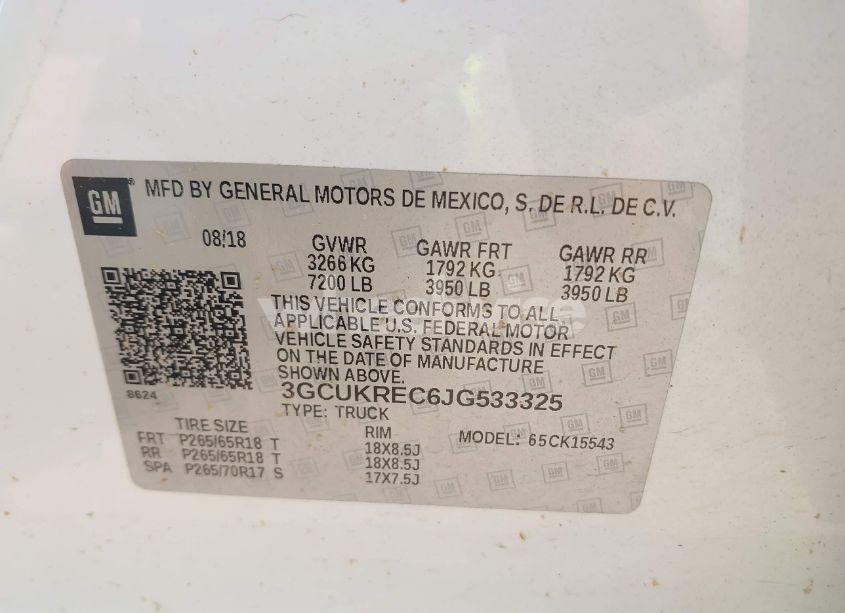 GM
MFD BY GENERAL MOTORS DE MEXICO, S. DE R.L. DE C.V.
08/18 GVWR GAWR FRT GAWR RR
3266 KG 1792 KG 1792 KG
7200 LB 3950 LB 3950 LB
THIS VEHICLE CONFORMS TO ALL
APPLICABLE U.S. FEDERAL MOTOR
VEHICLE SAFETY STANDARDS IN EFFECT
ON THE DATE OF MANUFACTURE
SHOWN ABOVE.
8624
3GCUKREC6JG533325
TYPE: TRUCK
TIRE SIZE RIM MODEL: 65CK15543
FRT P265/65R18 T 18X8.5J
RR P265/65R18 T 18X8.5J
SPA P265/70R17 S 17X7.5J